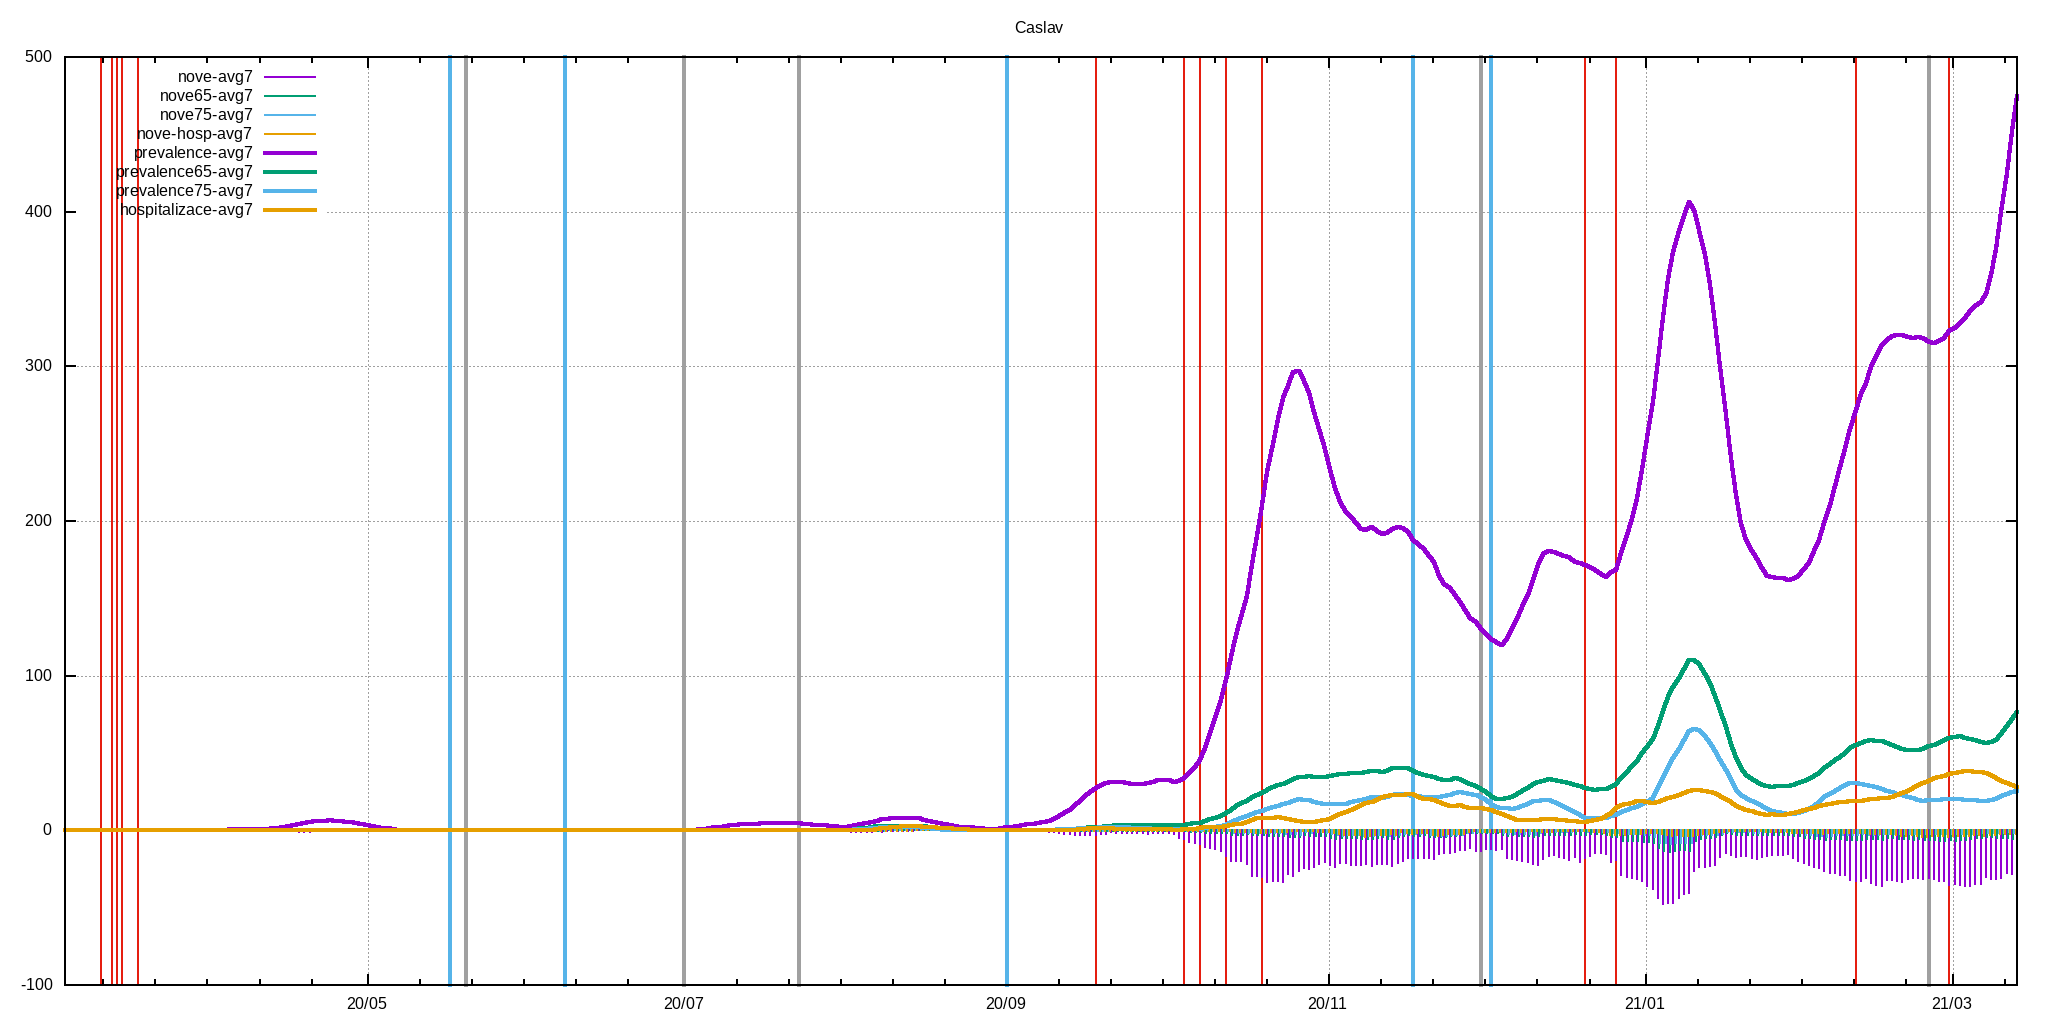 Caslav
500
400
300
200
100
0
-100
nove-avg7
nove65-avg7
nove75-avg7
nove-hosp-avg7
prevalence-avg7
prevalence65-avg7
prevalence75-avg7
hospitalizace-avg7
20/05 20/07 20/09 20/11 21/01 21/03